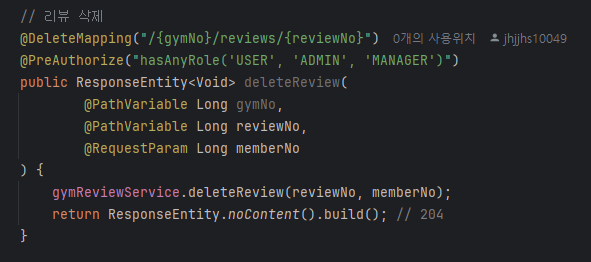 // 리뷰 삭제
@DeleteMapping("/{gymNo}/reviews/{reviewNo}") 0개의 사용위치 jhjjhs10049
@PreAuthorize("hasAnyRole('USER', 'ADMIN', 'MANAGER')")
public ResponseEntity<Void> deleteReview(
@PathVariable Long gymNo,
@PathVariable Long reviewNo,
@RequestParam Long memberNo
) {
gymReviewService.deleteReview(reviewNo, memberNo);
return ResponseEntity.noContent().build(); // 204
}